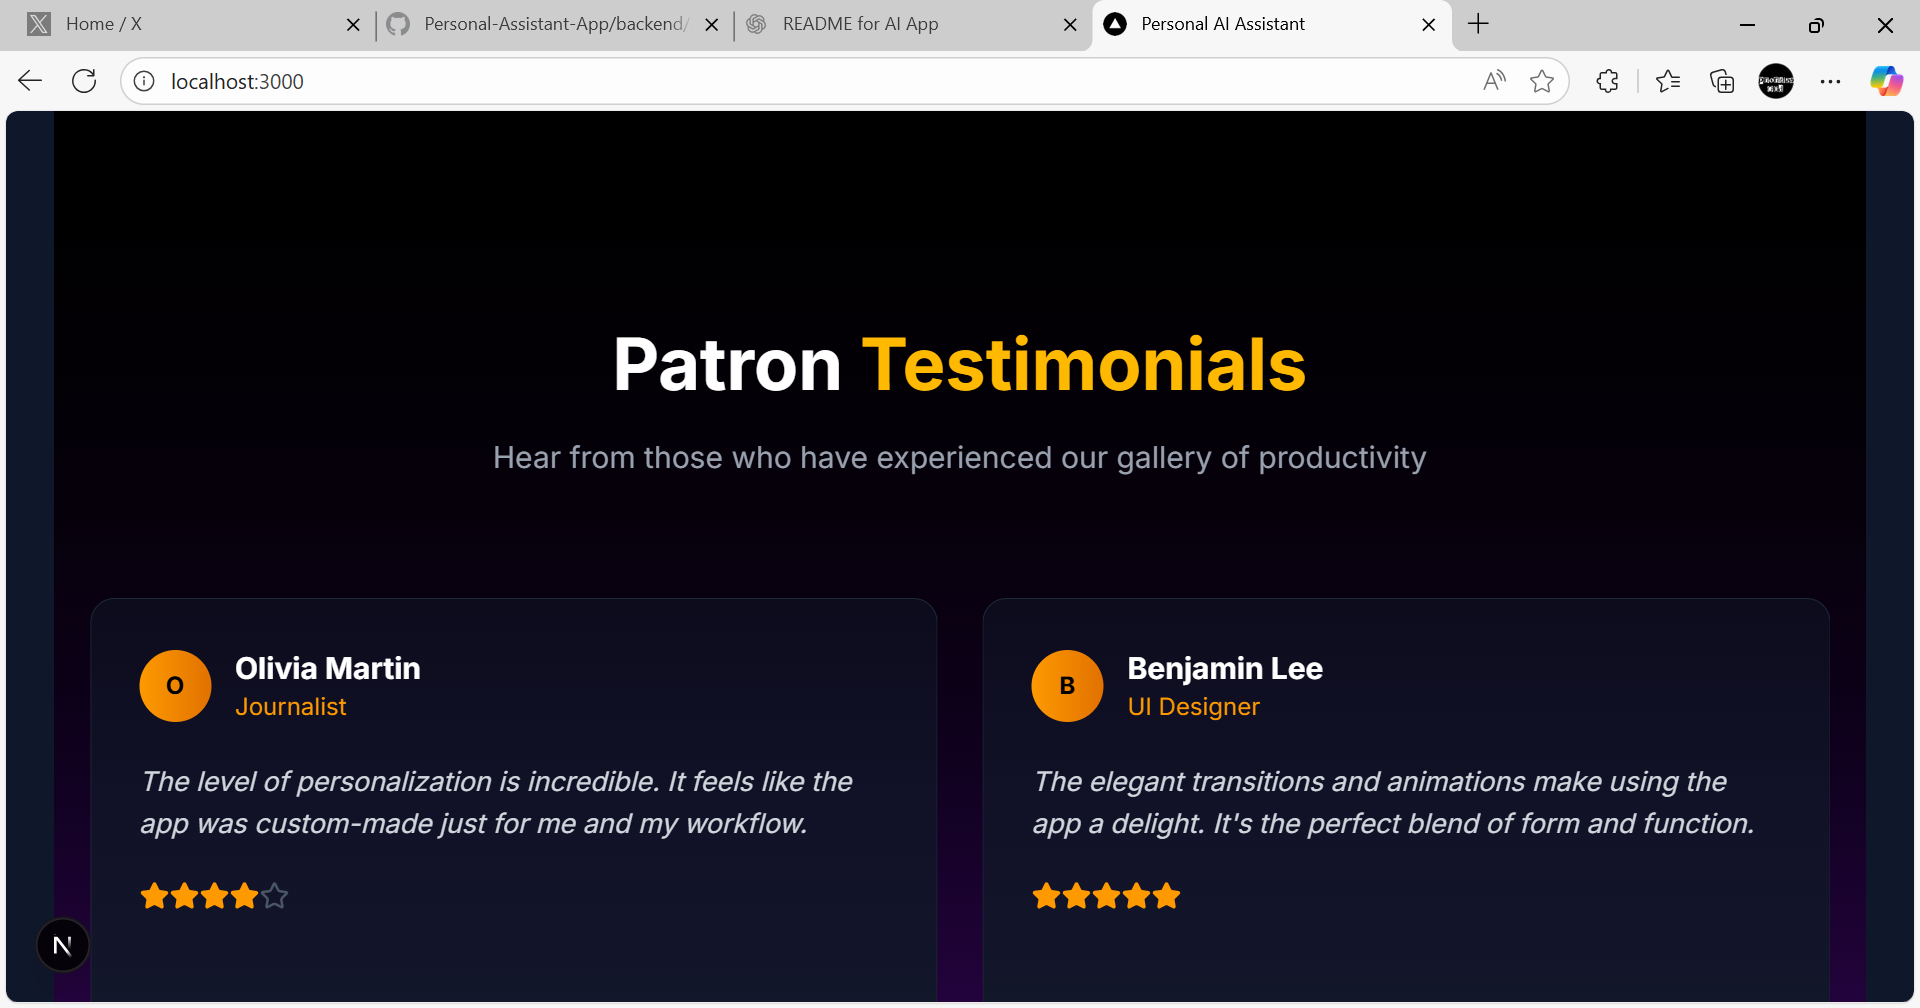 Home / X
Personal-Assistant-App/backend/
README for AI App
Personal AI Assistant
localhost:3000
Patron Testimonials
Hear from those who have experienced our gallery of productivity
O
Olivia Martin
Journalist
The level of personalization is incredible. It feels like the
app was custom-made just for me and my workflow.
B
Benjamin Lee
UI Designer
The elegant transitions and animations make using the
app a delight. It's the perfect blend of form and function.
N